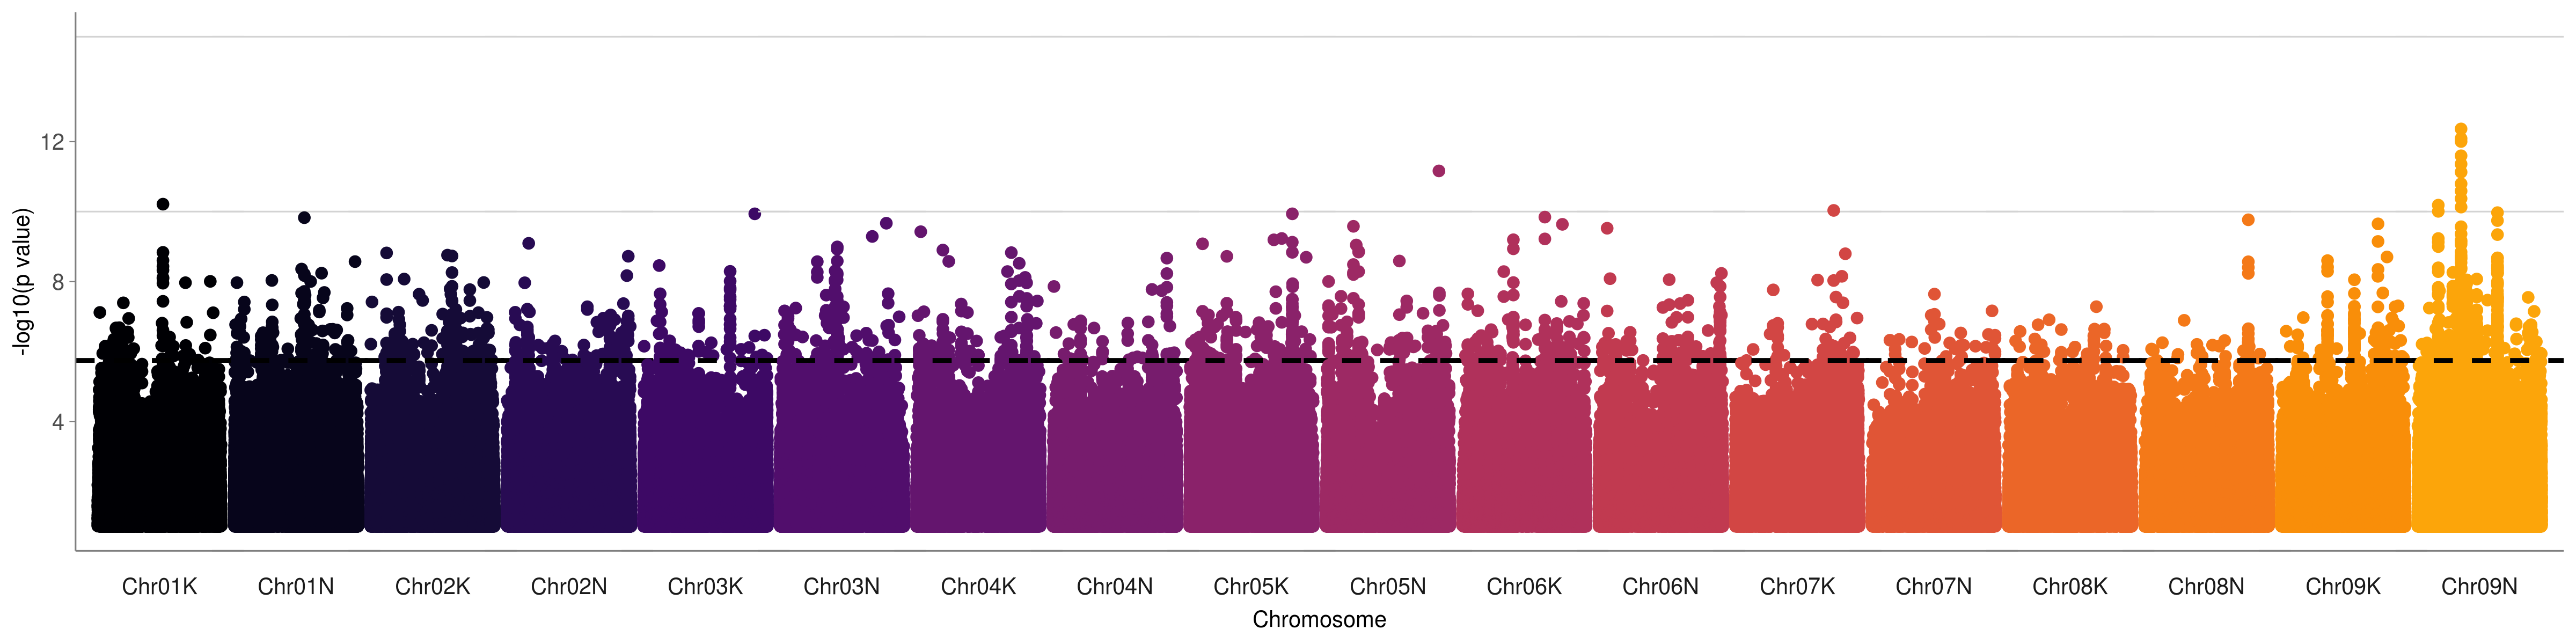 -log10(p value)
12
8
4
Chr01K Chr01N Chr02K Chr02N Chr03K Chr03N Chr04K Chr04N Chr05K Chr05N Chr06K Chr06N Chr07K Chr07N Chr08K Chr08N Chr09K Chr09N
Chromosome